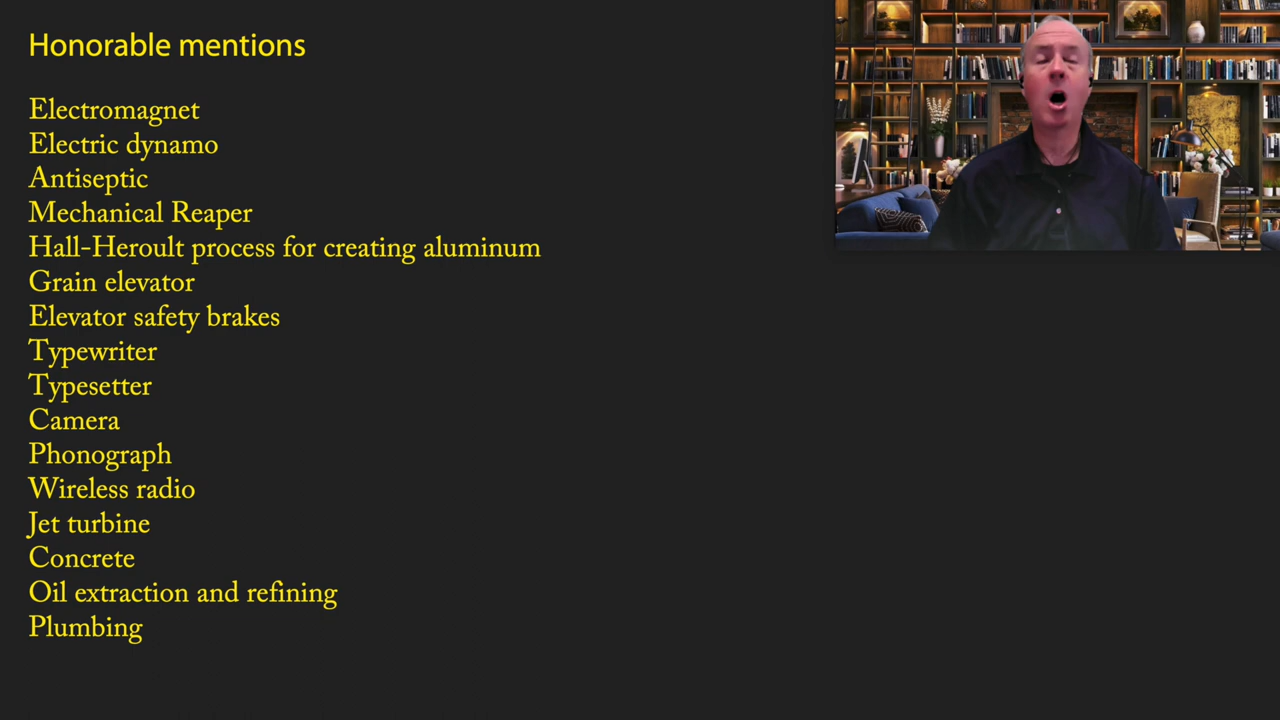 Honorable mentions
Electromagnet
Electric dynamo
Antiseptic
Mechanical Reaper
Hall-Heroult process for creating aluminum
Grain elevator
Elevator safety brakes
Typewriter
Typesetter
Camera
Phonograph
Wireless radio
Jet turbine
Concrete
Oil extraction and refining
Plumbing